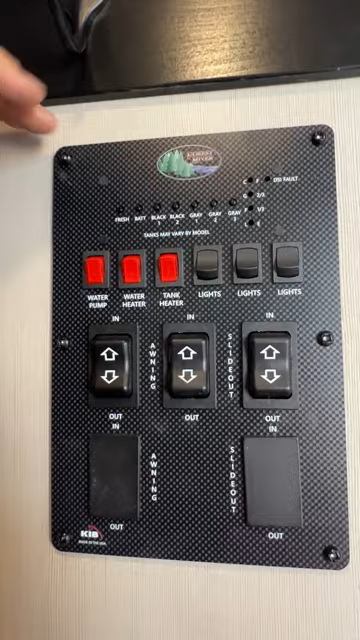 FOREST RIVER
F DSI FAULT
2/3
1/3
E
FRESH BATT BLACK 1 BLACK 2 GRAY 1 GRAY 2 GRAY 3
TANKS MAY VARY BY MODEL
WATER PUMP
WATER HEATER
TANK HEATER
LIGHTS
LIGHTS
LIGHTS
IN
IN
IN
AWNING
SLIDEOUT
OUT
OUT
OUT
IN
IN
AWNING
SLIDEOUT
OUT
OUT
KIB